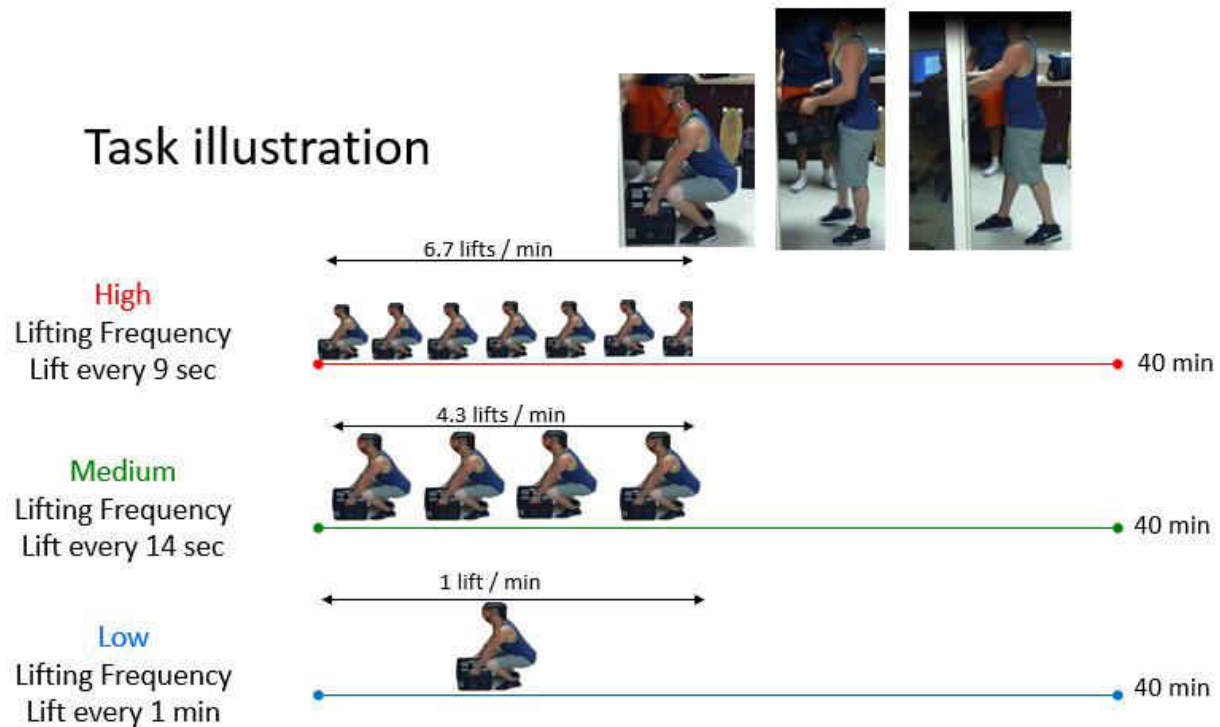 Task illustration
6.7 lifts / min
High
Lifting Frequency
Lift every 9 sec
40 min
4.3 lifts / min
Medium
Lifting Frequency
Lift every 14 sec
40 min
1 lift / min
Low
Lifting Frequency
Lift every 1 min
40 min